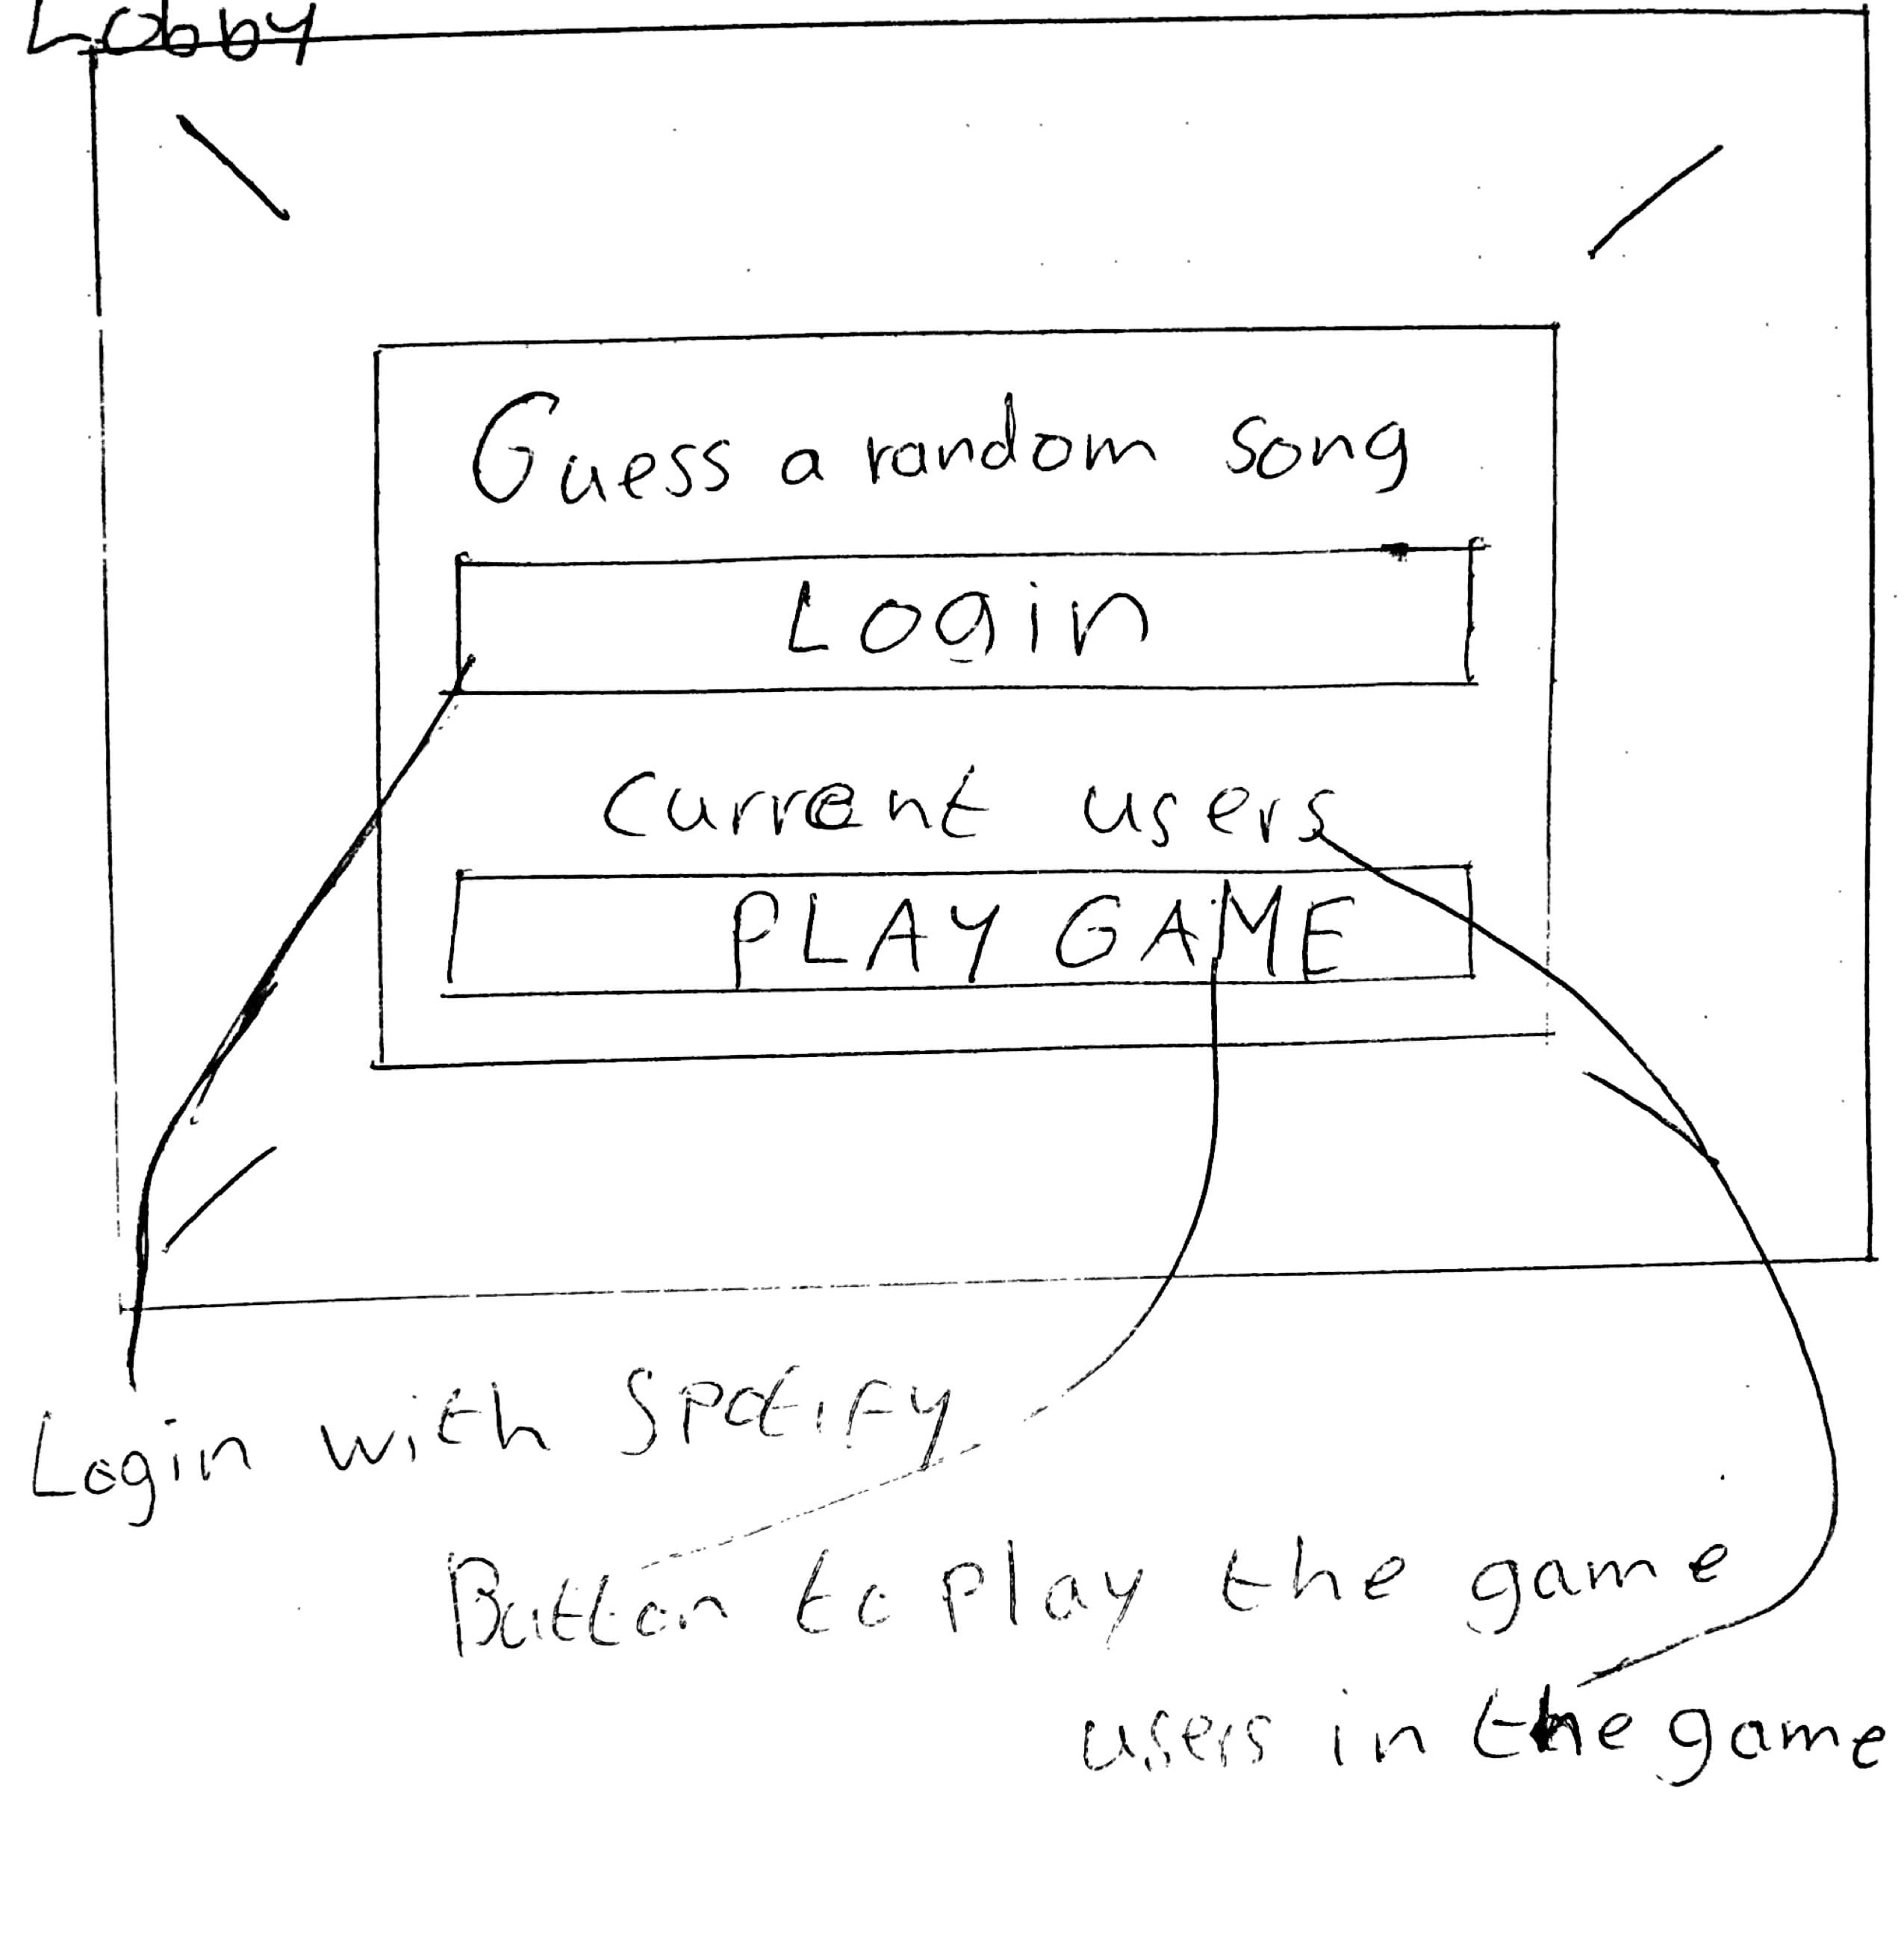 Lobby
Guess a random song
Login
Current users
PLAY GAME
Login with Spotify
Button to play the game
users in the game